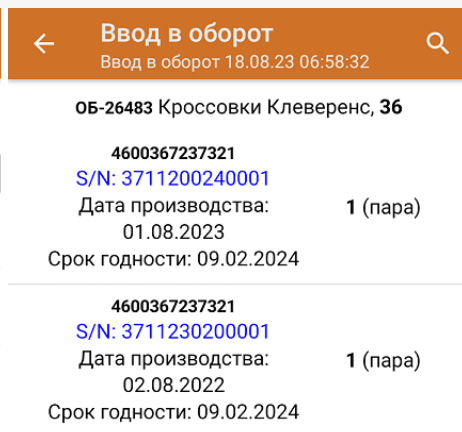 Ввод в оборот
Ввод в оборот 18.08.23 06:58:32
ОБ-26483 Кроссовки Клеверенс, 36
4600367237321
S/N: 3711200240001
Дата производства:
01.08.2023
Срок годности: 09.02.2024
1 (пара)
4600367237321
S/N: 3711230200001
Дата производства:
02.08.2022
Срок годности: 09.02.2024
1 (пара)